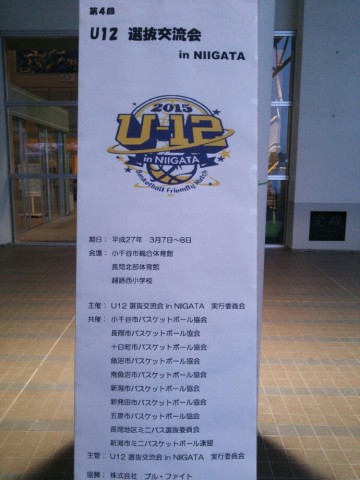 第4回
U12 選抜交流会
in NIIGATA
2015
U-12
in NIIGATA
Basketball Friendly Match
期日： 平成27年 3月7日～8日
会場： 小千谷市総合体育館
長岡北部体育館
越路西小学校
主催： U12 選抜交流会 in NIIGATA 実行委員会
共催： 小千谷市バスケットボール協会
長岡市バスケットボール協会
十日町市バスケットボール協会
魚沼市バスケットボール協会
南魚沼市バスケットボール協会
新潟市バスケットボール協会
新発田市バスケットボール協会
五泉市バスケットボール協会
長岡地区ミニバス選抜委員会
新潟市ミニバスケットボール連盟
主管： U12 選抜交流会 in NIIGATA 実行委員会
協賛： 株式会社 ブル・ファイト